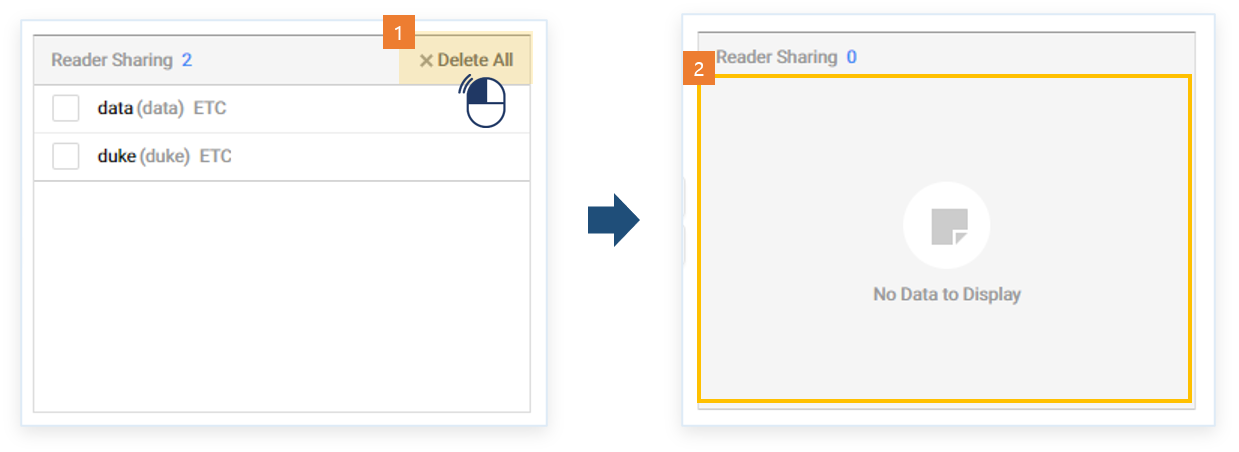 1
Reader Sharing 2 × Delete All
data (data) ETC
duke (duke) ETC
2
Reader Sharing 0
No Data to Display